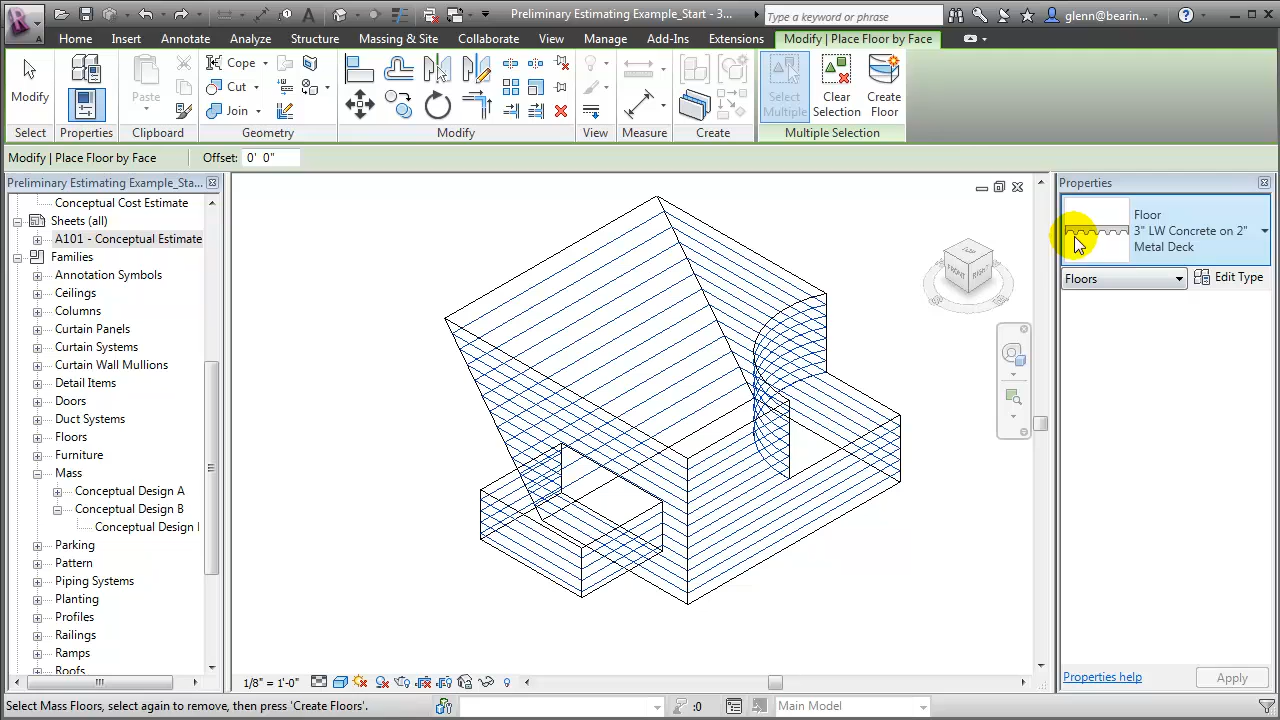 Preliminary Estimating Example_Start - 3...
Type a keyword or phrase
glenn@bearin...
Home
Insert
Annotate
Analyze
Structure
Massing & Site
Collaborate
View
Manage
Add-Ins
Extensions
Modify | Place Floor by Face
Modify
Paste
Cope
Cut
Join
Select Multiple
Clear Selection
Create Floor
Select
Properties
Clipboard
Geometry
Modify
View
Measure
Create
Multiple Selection
Modify | Place Floor by Face
Offset:
0' 0"
Preliminary Estimating Example_Sta...
Conceptual Cost Estimate
Sheets (all)
A101 - Conceptual Estimate
Families
Annotation Symbols
Ceilings
Columns
Curtain Panels
Curtain Systems
Curtain Wall Mullions
Detail Items
Doors
Duct Systems
Floors
Furniture
Mass
Conceptual Design A
Conceptual Design B
Conceptual Design
Parking
Pattern
Piping Systems
Planting
Profiles
Railings
Ramps
Roofs
TOP
FRONT
RIGHT
Properties
Floor
3" LW Concrete on 2"
Metal Deck
Floors
Edit Type
Properties help
Apply
1/8" = 1'-0"
Select Mass Floors, select again to remove, then press 'Create Floors'.
:0
Main Model